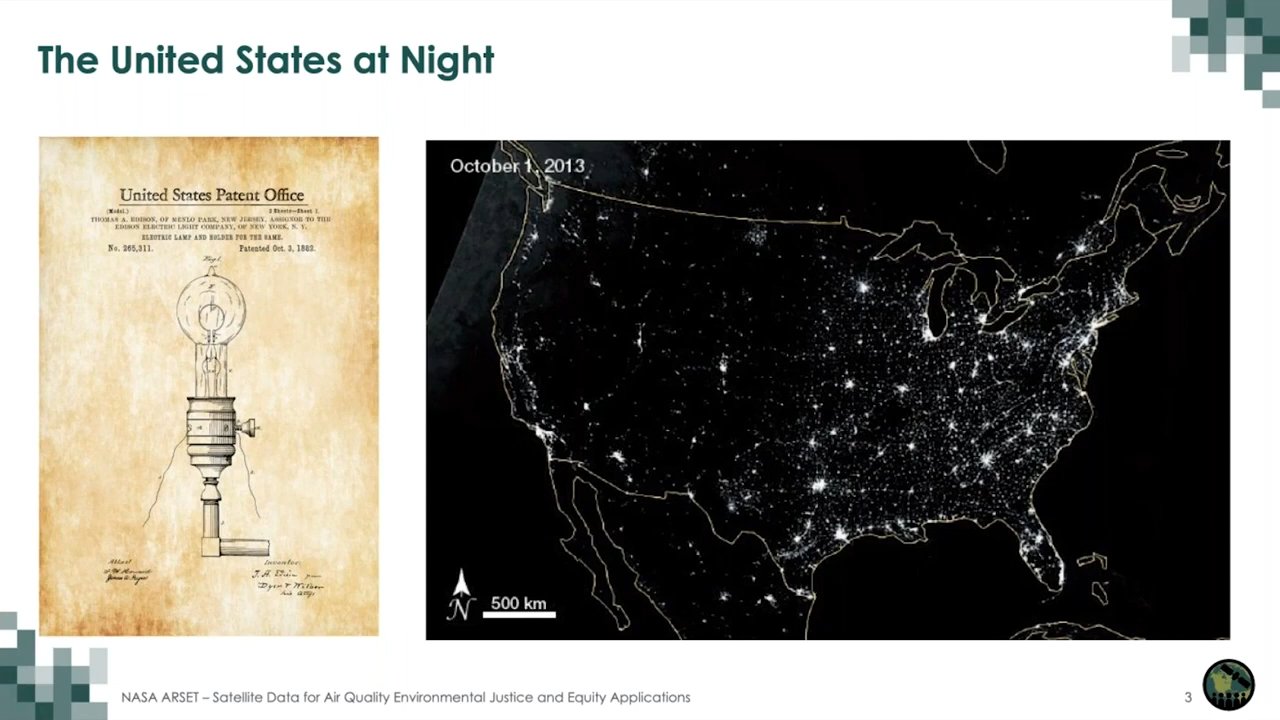 The United States at Night
United States Patent Office
(Model.) 2 Sheets—Sheet 1.
THOMAS A. EDISON, OF MENLO PARK, NEW JERSEY, ASSIGNOR TO THE
EDISON ELECTRIC LIGHT COMPANY, OF NEW YORK, N. Y.
ELECTRIC LAMP AND HOLDER FOR THE SAME.
No. 265,311. Patented Oct. 3, 1882.
Fig. 1.
Attest
Inventor
October 1, 2013
N
500 km
NASA ARSET – Satellite Data for Air Quality Environmental Justice and Equity Applications
3